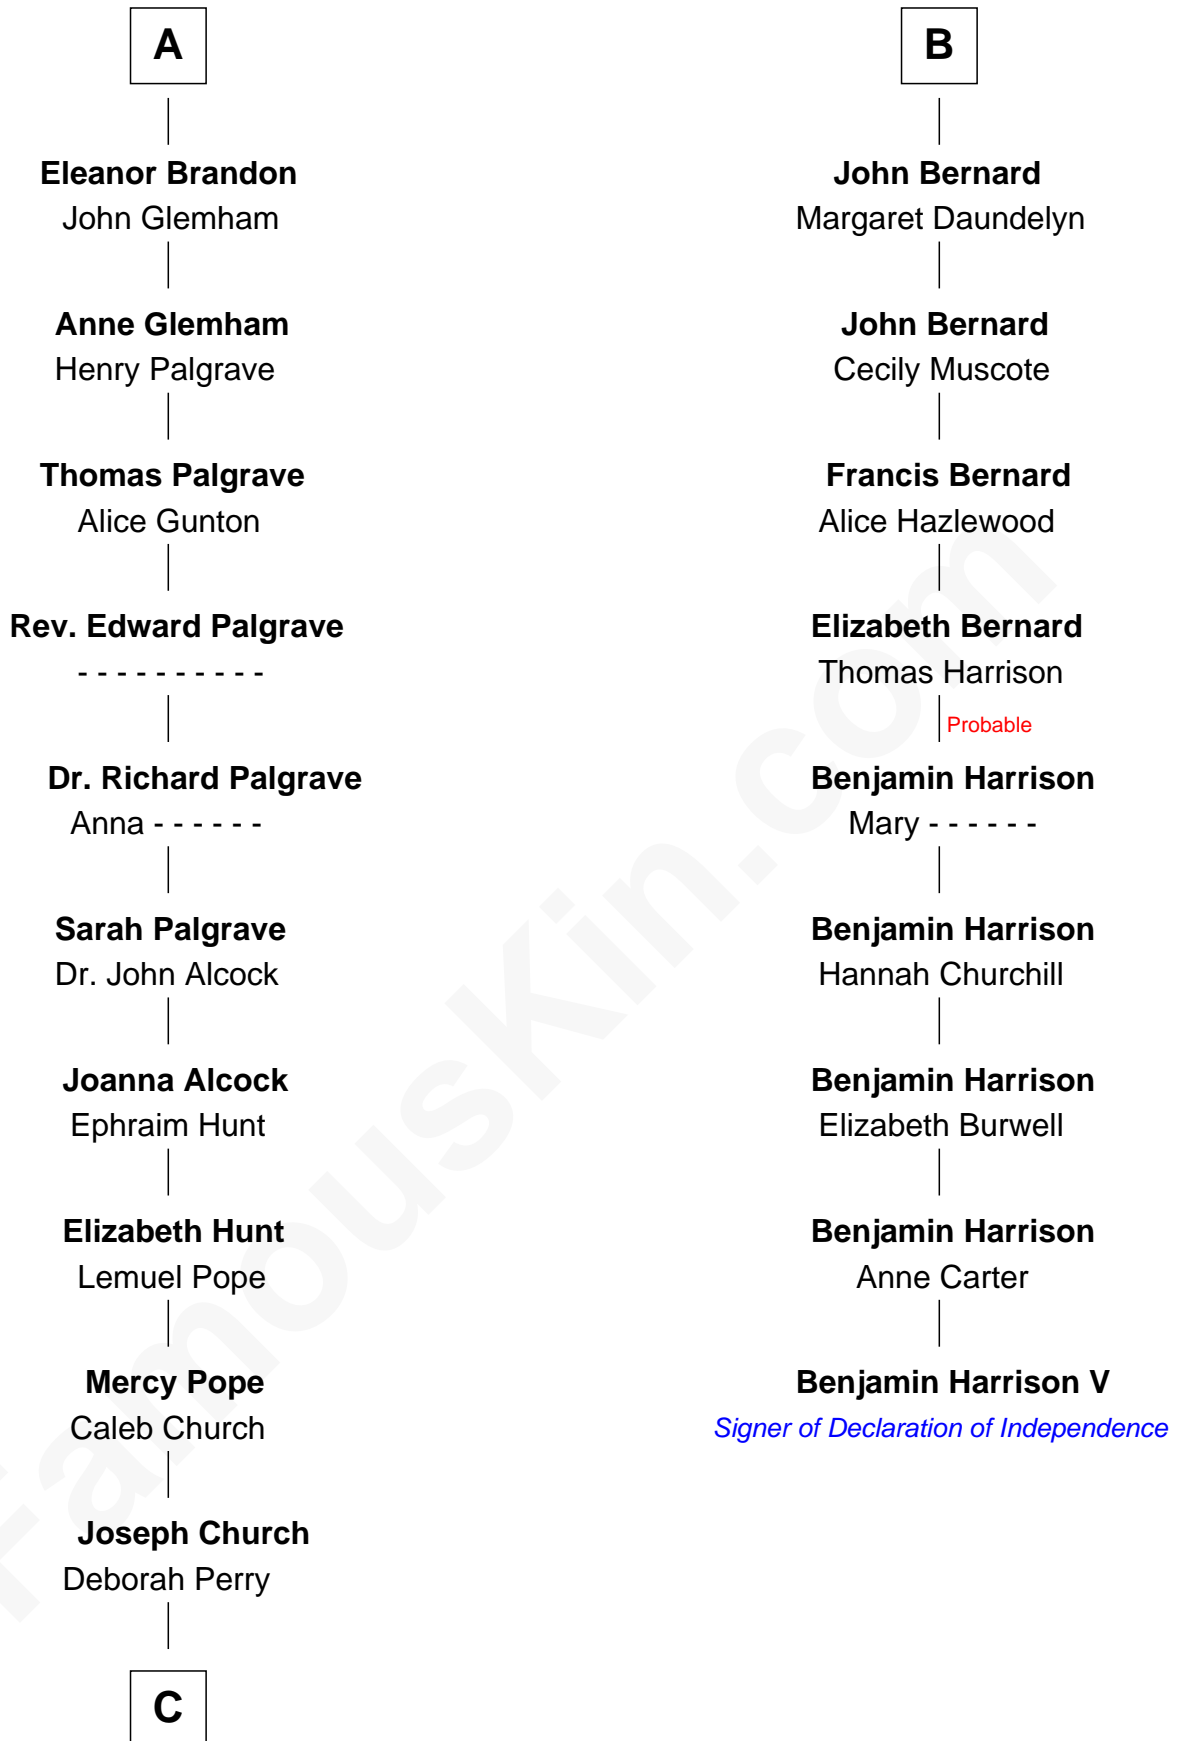 A
Eleanor Brandon
John Glemham
Anne Glemham
Henry Palgrave
Thomas Palgrave
Alice Gunton
Rev. Edward Palgrave
- - - - - - - - - -
Dr. Richard Palgrave
Anna - - - - - -
Sarah Palgrave
Dr. John Alcock
Joanna Alcock
Ephraim Hunt
Elizabeth Hunt
Lemuel Pope
Mercy Pope
Caleb Church
Joseph Church
Deborah Perry
C
B
John Bernard
Margaret Daundelyn
John Bernard
Cecily Muscote
Francis Bernard
Alice Hazlewood
Elizabeth Bernard
Thomas Harrison
Probable
Benjamin Harrison
Mary - - - - - -
Benjamin Harrison
Hannah Churchill
Benjamin Harrison
Elizabeth Burwell
Benjamin Harrison
Anne Carter
Benjamin Harrison V
Signer of Declaration of Independence
FamousKin.com